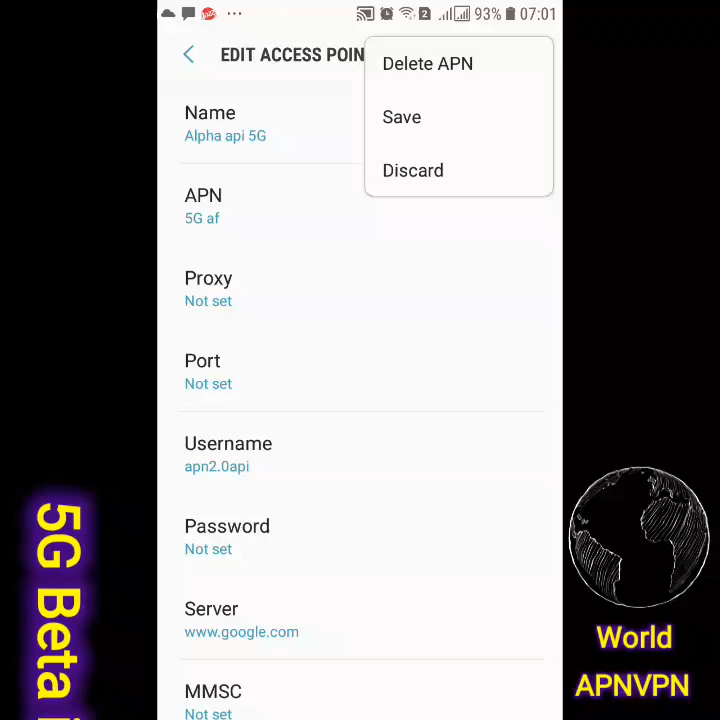 93% 07:01
EDIT ACCESS POIN
Delete APN
Save
Discard
Name
Alpha api 5G
APN
5G af
Proxy
Not set
Port
Not set
Username
apn2.0api
Password
Not set
Server
www.google.com
MMSC
Not set
5G Beta
World
APNVPN